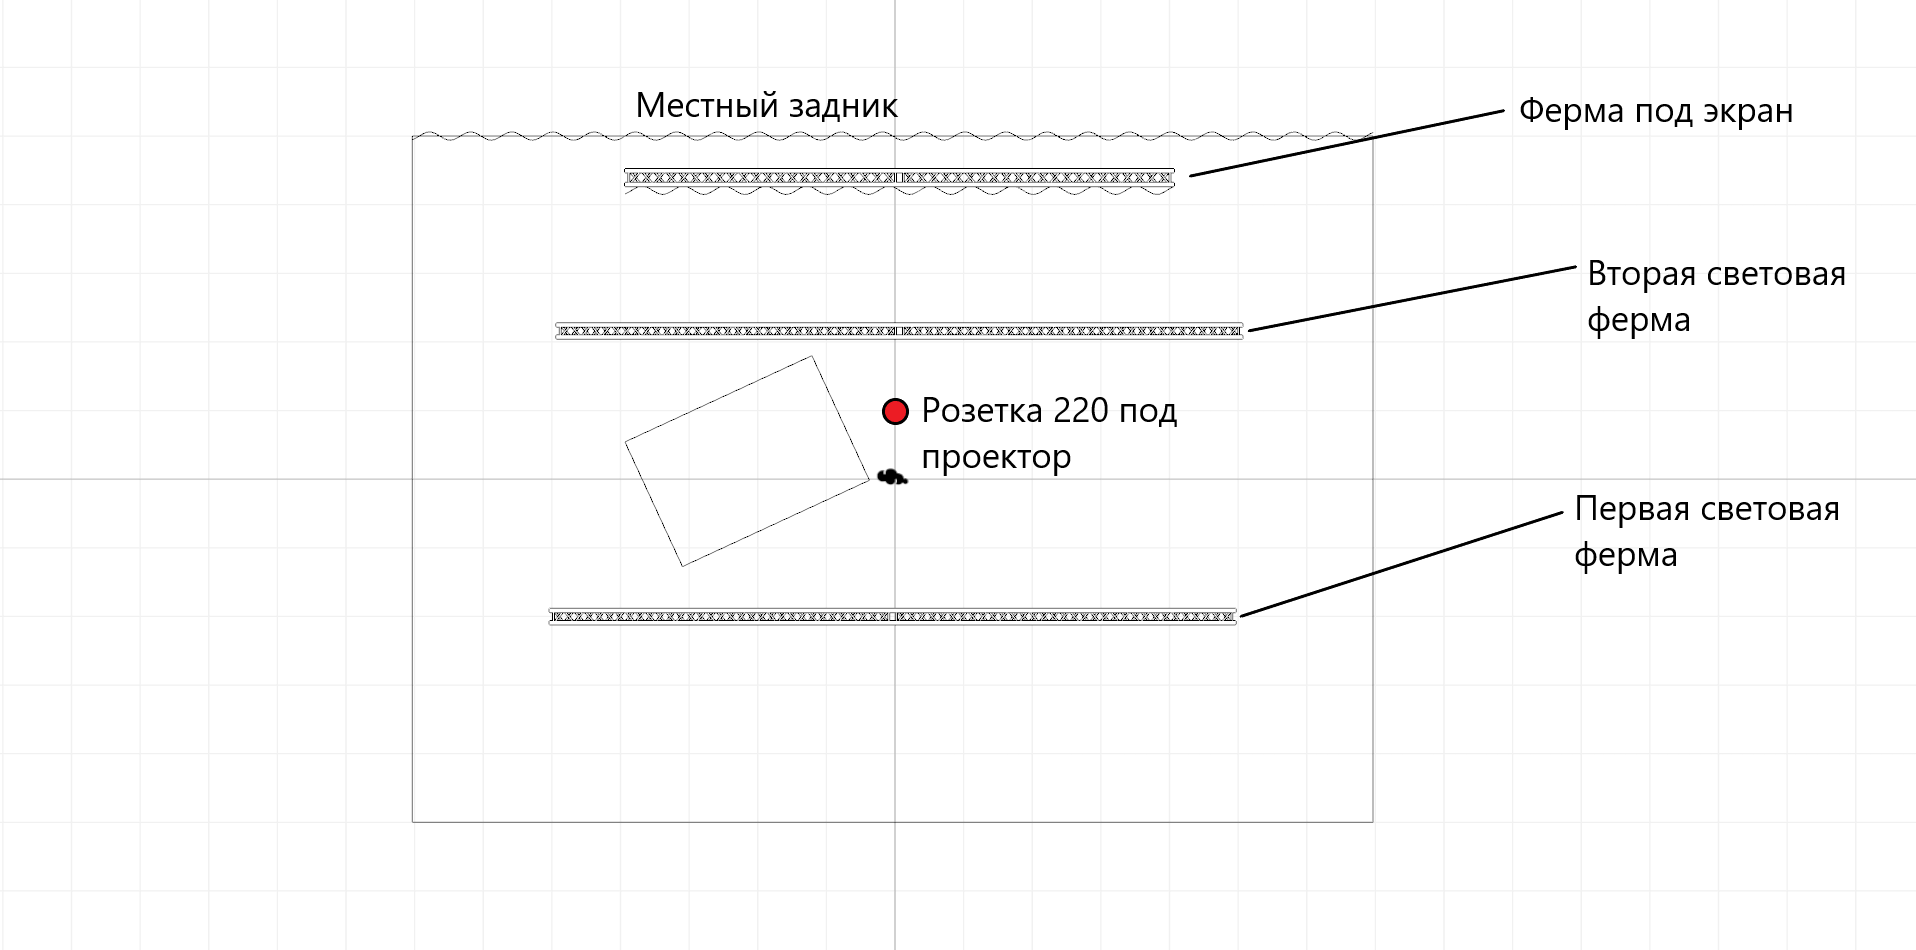 Местный задник
Ферма под экран
Вторая световая
ферма
Розетка 220 под
проектор
Первая световая
ферма